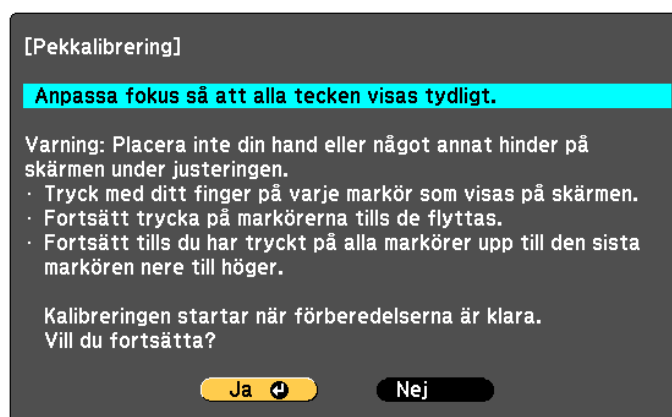 [Pekkalibrering]
Anpassa fokus så att alla tecken visas tydligt.
Varning: Placera inte din hand eller något annat hinder på
skärmen under justeringen.
· Tryck med ditt finger på varje markör som visas på skärmen.
· Fortsätt trycka på markörerna tills de flyttas.
· Fortsätt tills du har tryckt på alla markörer upp till den sista
markören nere till höger.
Kalibreringen startar när förberedelserna är klara.
Vill du fortsätta?
Ja
Nej